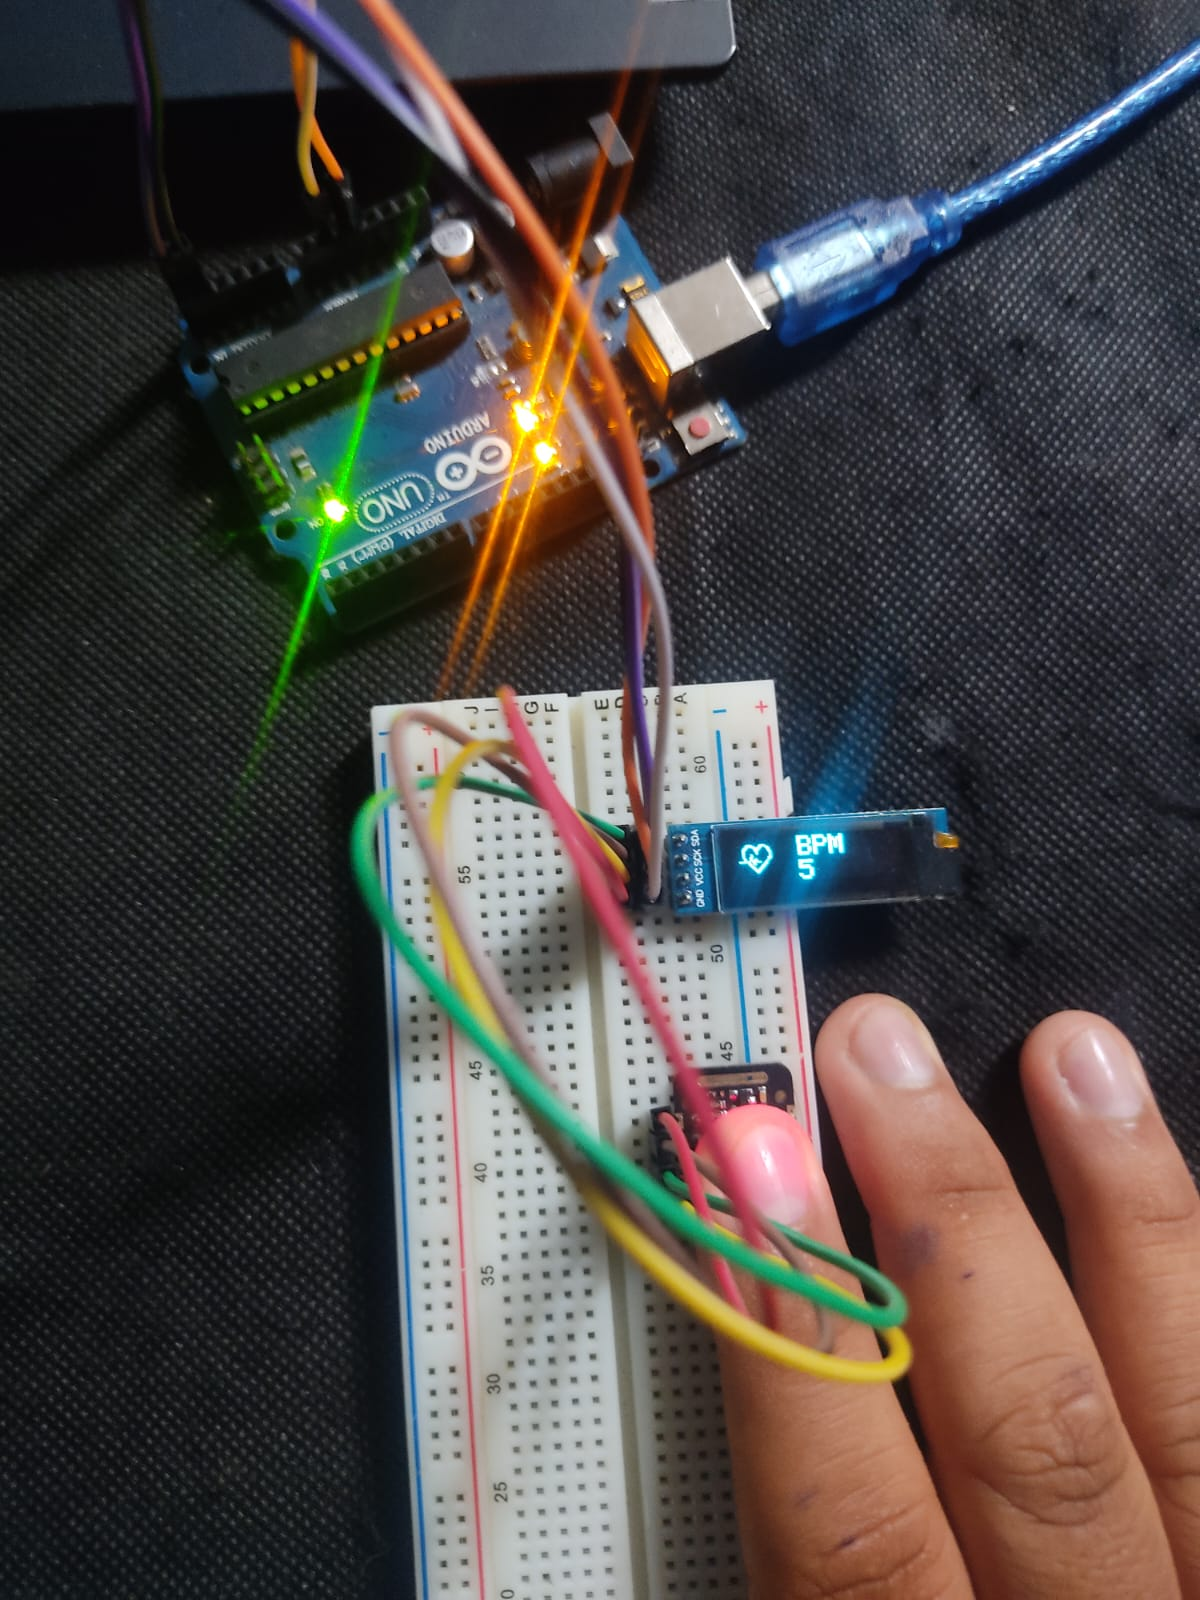 ARDUINO
UNO
DIGITAL (PWM~)
ON
J
I
G
F
E
D
A
60
55
50
45
45
40
35
30
25
GND VCC SCK SDA
BPM
5